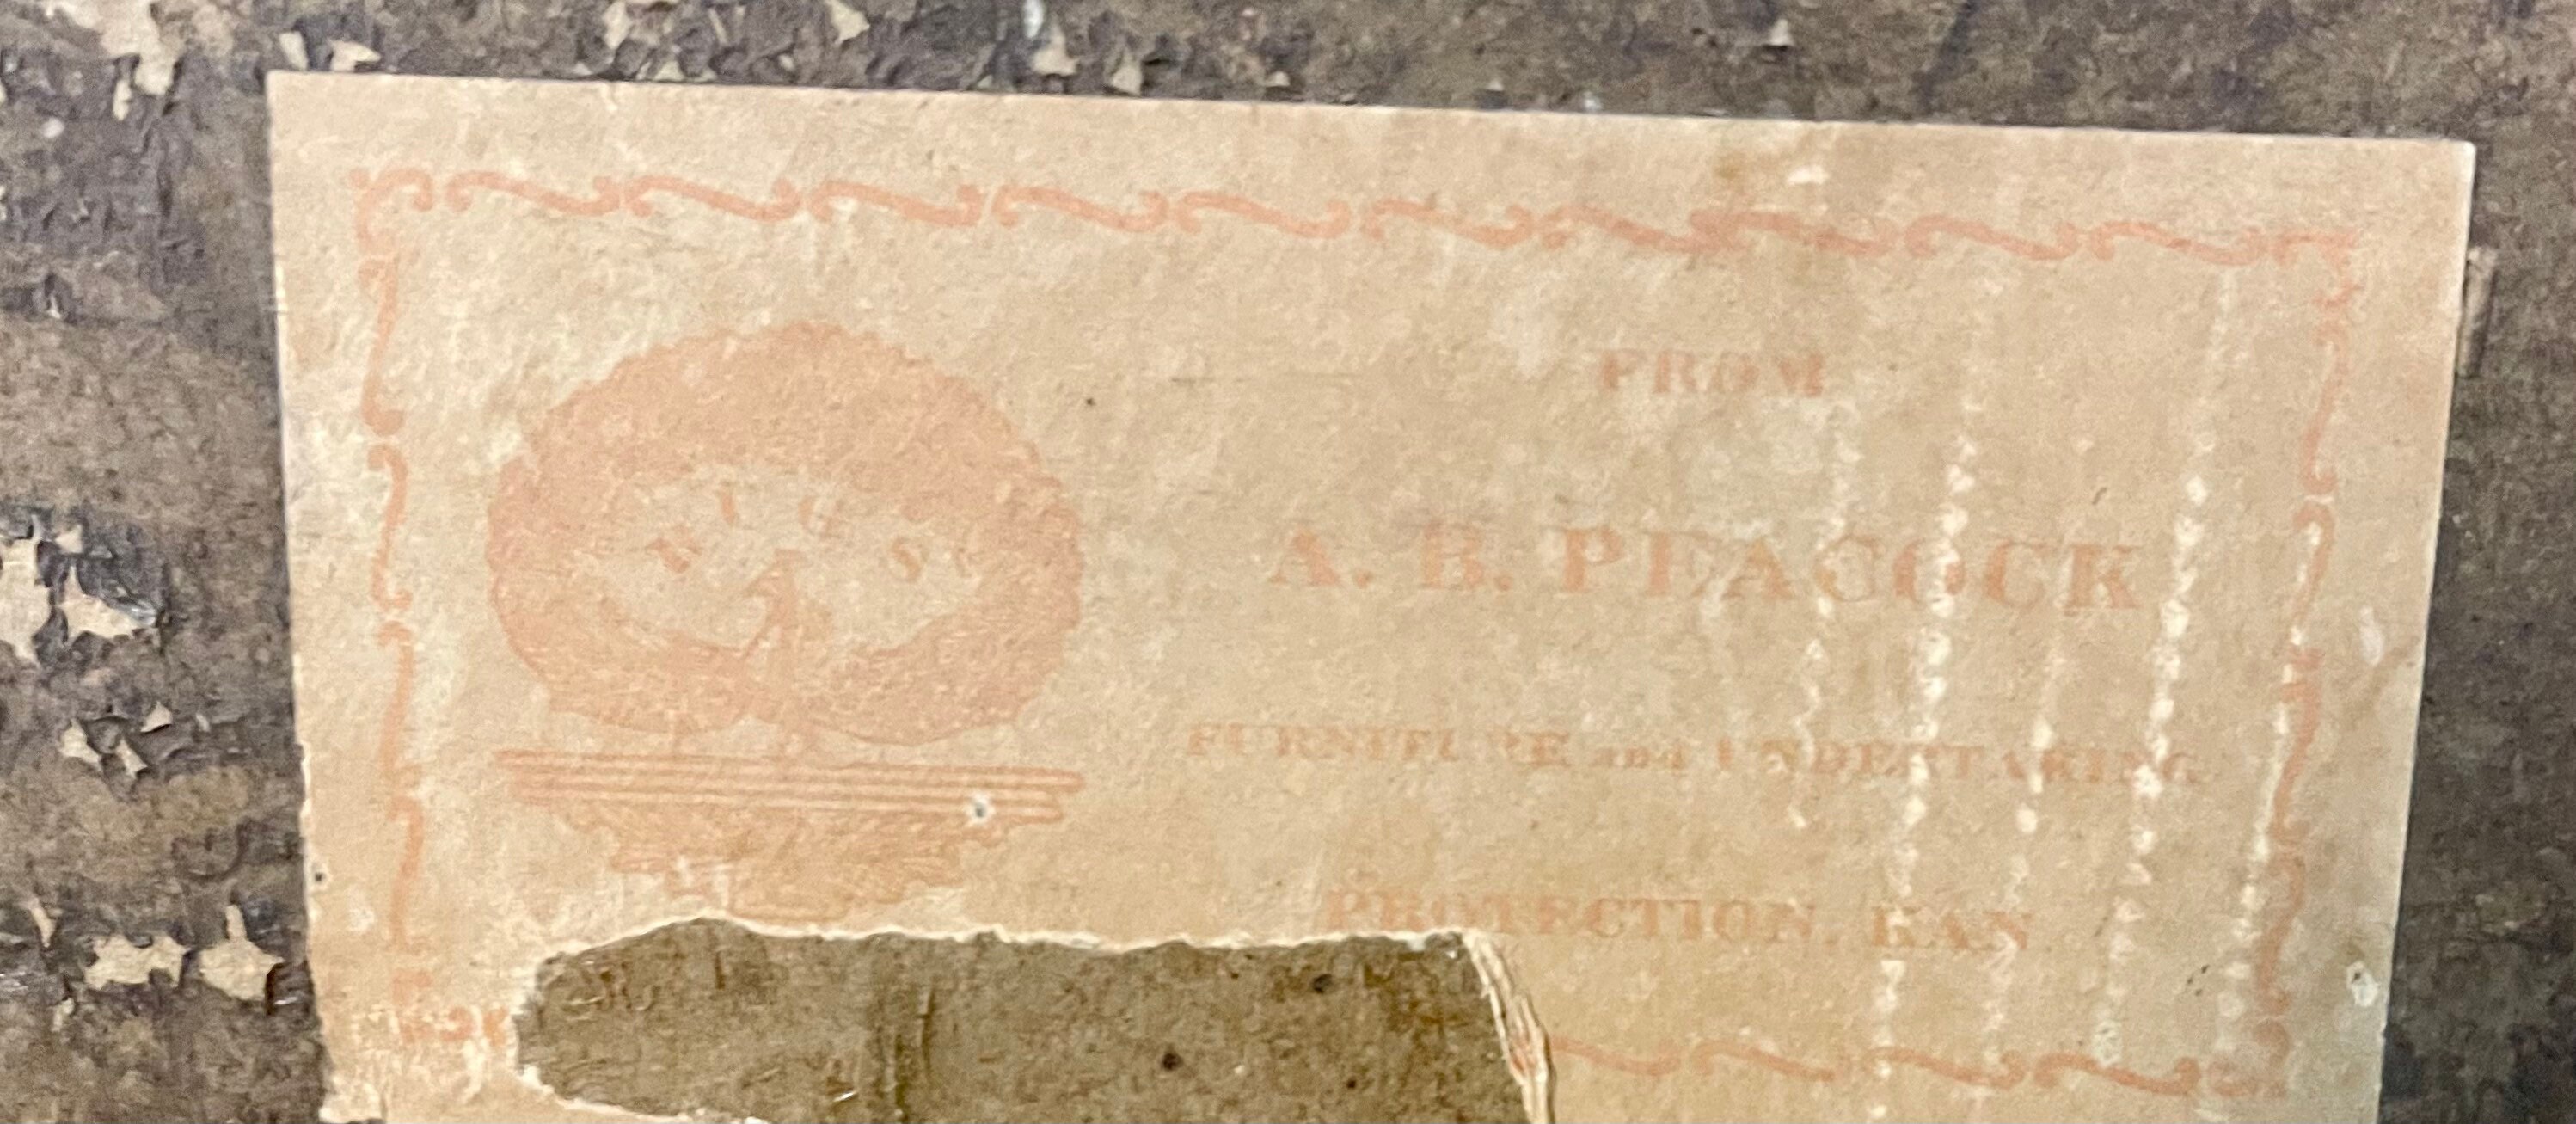 FROM
A. B. PEACOCK
FURNITURE and UNDERTAKING
PROTECTION, KAN